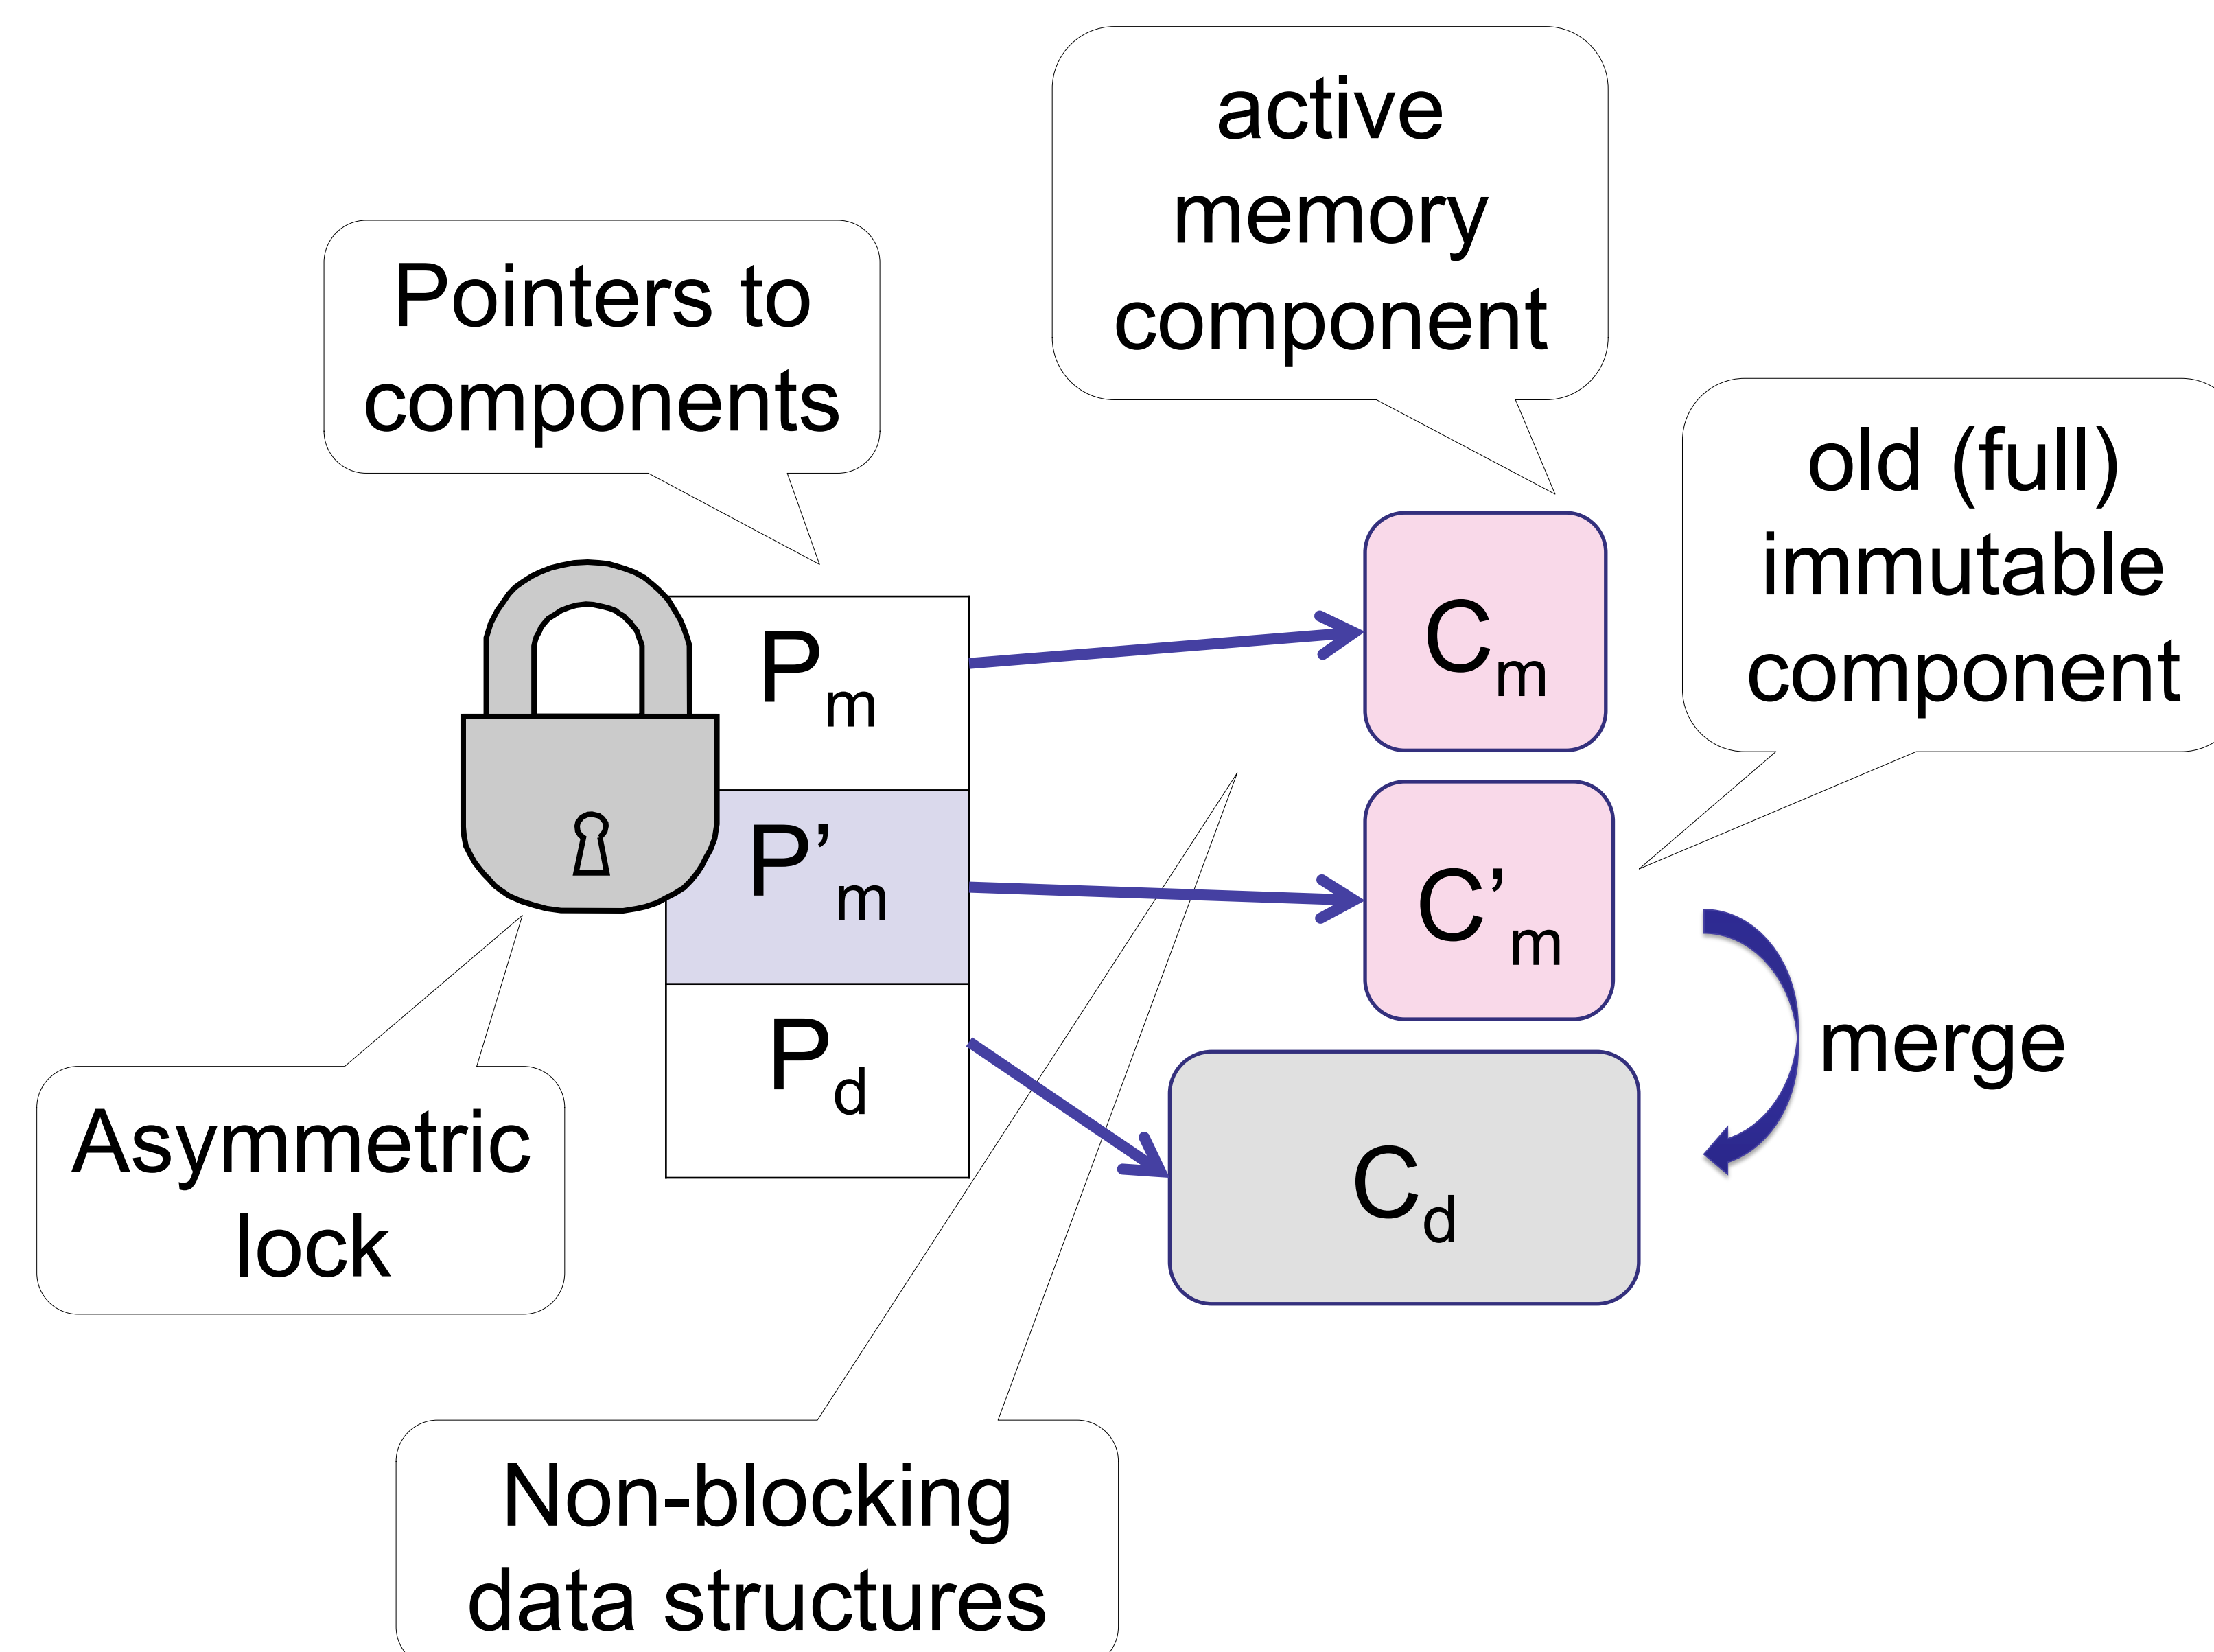 active
memory
component
Pointers to
components
old (full)
immutable
component
Pm
Cm
P’m
C’m
merge
Pd
Cd
Asymmetric
lock
Non-blocking
data structures